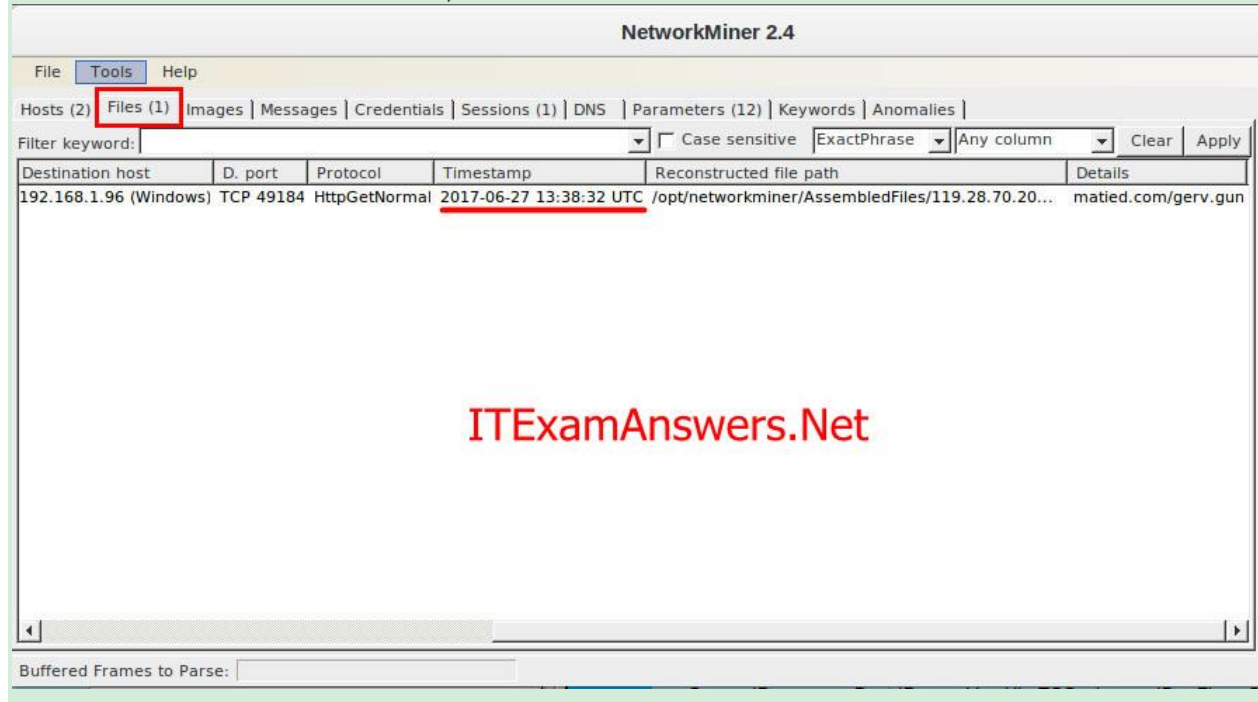 NetworkMiner 2.4
File Tools Help
Hosts (2) Files (1) Images Messages Credentials Sessions (1) DNS Parameters (12) Keywords Anomalies
Filter keyword: Case sensitive ExactPhrase Any column Clear Apply
Destination host D. port Protocol Timestamp Reconstructed file path Details
192.168.1.96 (Windows) TCP 49184 HttpGetNormal 2017-06-27 13:38:32 UTC /opt/networkminer/AssembledFiles/119.28.70.20... matied.com/gerv.gun
ITExamAnswers.Net
Buffered Frames to Parse: